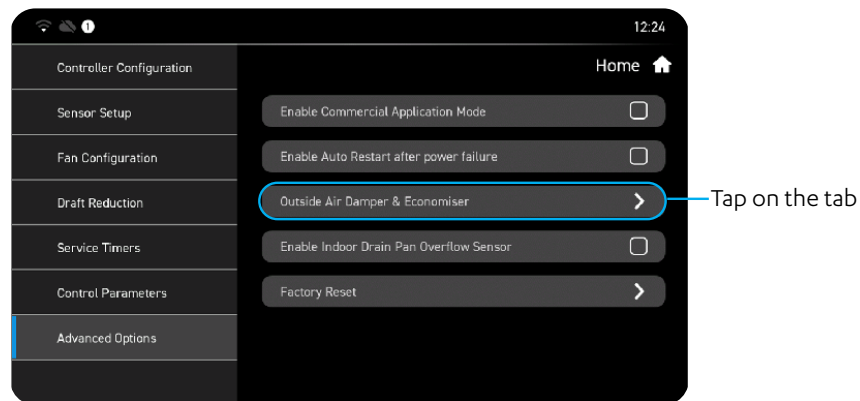 1 12:24
Controller Configuration
Home
Sensor Setup
Enable Commercial Application Mode
Fan Configuration
Enable Auto Restart after power failure
Draft Reduction
Outside Air Damper & Economiser
Tap on the tab
Service Timers
Enable Indoor Drain Pan Overflow Sensor
Control Parameters
Factory Reset
Advanced Options